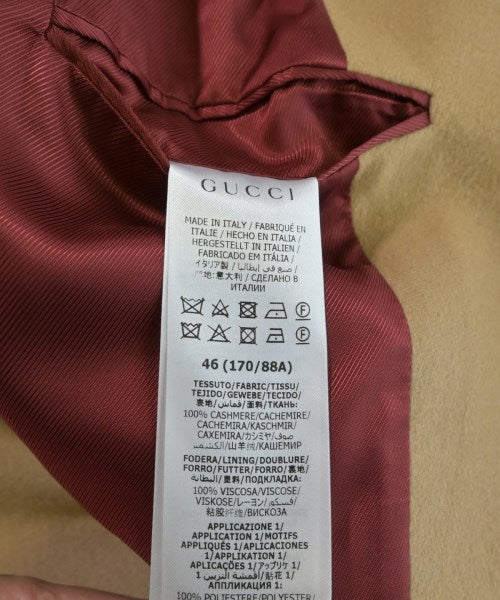 GUCCI
MADE IN ITALY / FABRIQUÉ EN
ITALIE / HECHO EN ITALIA /
HERGESTELLT IN ITALIEN /
FABRICADO EM ITÁLIA /
イタリア製 / صنع في إيطاليا /
地:意大利 / СДЕЛАНО В
ИТАЛИИ
F
F
46 (170/88A)
TESSUTO/FABRIC/TISSU/
TEJIDO/GEWEBE/TECIDO/
裏地/قماش/面料/ТКАНЬ:
100% CASHMERE/CACHEMIRE/
CACHEMIRA/KASCHMIR/
CAXEMIRA/カシミヤ/صوف
山羊绒/КАШЕМИР
FODERA/LINING/DOUBLURE/
FORRO/FUTTER/FORRO/裏地/
البطانة/里料/ПОДКЛАДКА:
100% VISCOSA/VISCOSE/
VISKOSE/レーヨン/فسكوز/
粘胶纤维/ВИСКОЗА
APPLICAZIONE 1/
APPLICATION 1/MOTIFS
APPLIQUÉS 1/APLICACIONES
1/APPLIKATION 1/
APLICAÇÕES 1/アップリケ 1/
1 أقمشة التزيين/贴花 1/
АППЛИКАЦИЯ 1:
100% POLIESTERE/POLYESTER/